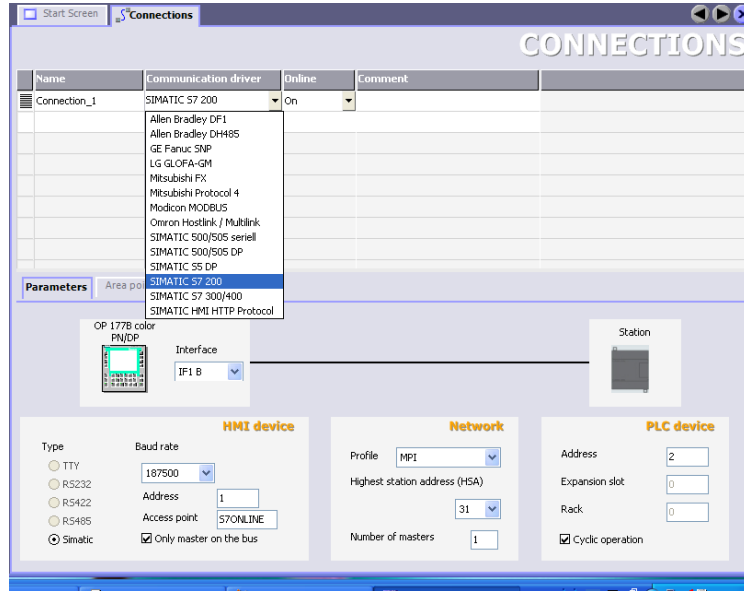 Start Screen Connections
CONNECTIONS
Name Communication driver Online Comment
Connection_1 SIMATIC S7 200 On
Allen Bradley DF1
Allen Bradley DH485
GE Fanuc SNP
LG GLOFA-GM
Mitsubishi FX
Mitsubishi Protocol 4
Modicon MODBUS
Omron Hostlink / Multilink
SIMATIC 500/505 seriell
SIMATIC 500/505 DP
SIMATIC S5 DP
SIMATIC S7 200
SIMATIC S7 300/400
SIMATIC HMI HTTP Protocol
Parameters Area poi
OP 177B color
PN/DP
Interface
IF1 B
Station
HMI device
Type Baud rate
TTY
RS232
RS422
RS485
Simatic
187500
Address 1
Access point S7ONLINE
Only master on the bus
Network
Profile MPI
Highest station address (HSA)
31
Number of masters 1
PLC device
Address 2
Expansion slot 0
Rack 0
Cyclic operation